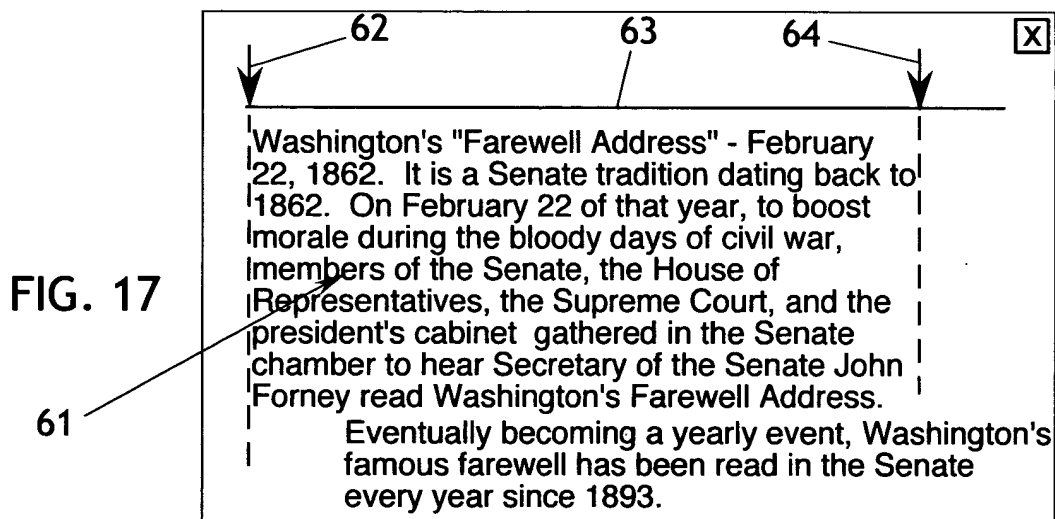 62
63
64
X
Washington's "Farewell Address" - February
22, 1862.  It is a Senate tradition dating back to
1862.  On February 22 of that year, to boost
morale during the bloody days of civil war,
members of the Senate, the House of
FIG. 17
Representatives, the Supreme Court, and the
president's cabinet  gathered in the Senate
chamber to hear Secretary of the Senate John
Forney read Washington's Farewell Address.
61
Eventually becoming a yearly event, Washington's
famous farewell has been read in the Senate
every year since 1893.